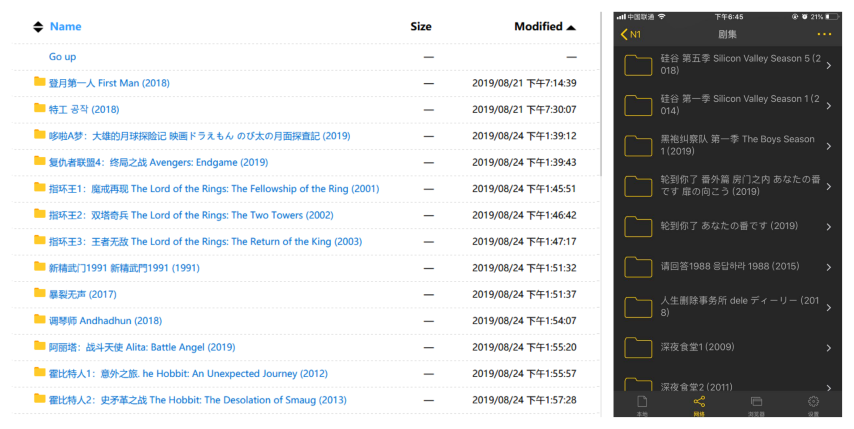 Name Size Modified
Go up — —
登月第一人 First Man (2018) — 2019/08/21 下午7:14:39
特工 공작 (2018) — 2019/08/21 下午7:30:07
哆啦A梦：大雄的月球探险记 映画ドラえもん のび太の月面探査記 (2019) — 2019/08/24 下午1:39:12
复仇者联盟4：终局之战 Avengers: Endgame (2019) — 2019/08/24 下午1:39:43
指环王1：魔戒再现 The Lord of the Rings: The Fellowship of the Ring (2001) — 2019/08/24 下午1:45:51
指环王2：双塔奇兵 The Lord of the Rings: The Two Towers (2002) — 2019/08/24 下午1:46:42
指环王3：王者无敌 The Lord of the Rings: The Return of the King (2003) — 2019/08/24 下午1:47:17
新精武门1991 新精武門1991 (1991) — 2019/08/24 下午1:51:32
暴裂无声 (2017) — 2019/08/24 下午1:51:37
调琴师 Andhadhun (2018) — 2019/08/24 下午1:54:07
阿丽塔：战斗天使 Alita: Battle Angel (2019) — 2019/08/24 下午1:55:20
霍比特人1：意外之旅. he Hobbit: An Unexpected Journey (2012) — 2019/08/24 下午1:55:57
霍比特人2：史矛革之战 The Hobbit: The Desolation of Smaug (2013) — 2019/08/24 下午1:57:28
中国联通 下午6:45 21%
N1 剧集
硅谷 第五季 Silicon Valley Season 5 (2
018)
硅谷 第一季 Silicon Valley Season 1 (2
014)
黑袍纠察队 第一季 The Boys Season
1 (2019)
轮到你了 番外篇 房门之内 あなたの番
です 扉の向こう (2019)
轮到你了 あなたの番です (2019)
请回答1988 응답하라 1988 (2015)
人生删除事务所 dele ディーリー (201
8)
深夜食堂1 (2009)
深夜食堂2 (2011)
本地 网络 浏览器 设置